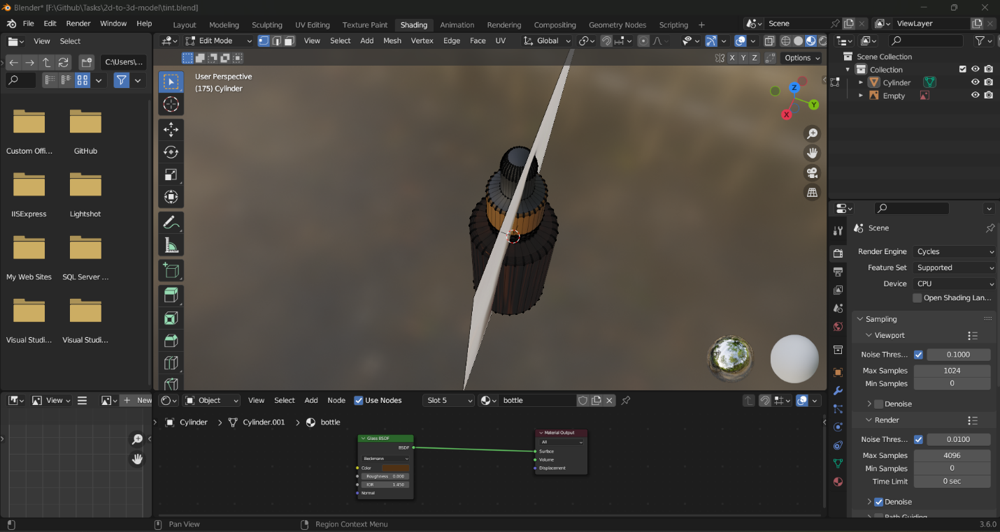 Blender* [F:\Github\Tasks\2d-to-3d-model\tint.blend]
File Edit Render Window Help
Layout Modeling Sculpting UV Editing Texture Paint Shading Animation Rendering Compositing Geometry Nodes Scripting +
Scene
ViewLayer
View Select
Edit Mode
View Select Add Mesh Vertex Edge Face UV
Global
C:\Users\...
X Y Z
Options
User Perspective
(175) Cylinder
Z
Y
X
Custom Offi...
GitHub
IISExpress
Lightshot
My Web Sites
SQL Server ...
Visual Studi...
Visual Studi...
Scene Collection
Collection
Cylinder
Empty
Scene
Render Engine Cycles
Feature Set Supported
Device CPU
Open Shading Lan...
Sampling
Viewport
Noise Thres... 0.1000
Max Samples 1024
Min Samples 0
Denoise
Render
Noise Thres... 0.0100
Max Samples 4096
Min Samples 0
Time Limit 0 sec
Denoise
Path Guiding
View
New
Object
View Select Add Node Use Nodes
Slot 5
bottle
Cylinder > Cylinder.001 > bottle
Glass BSDF
BSDF
Beckmann
Color
Roughness 0.000
IOR 1.450
Normal
Material Output
All
Surface
Volume
Displacement
Pan View
Region Context Menu
3.6.0